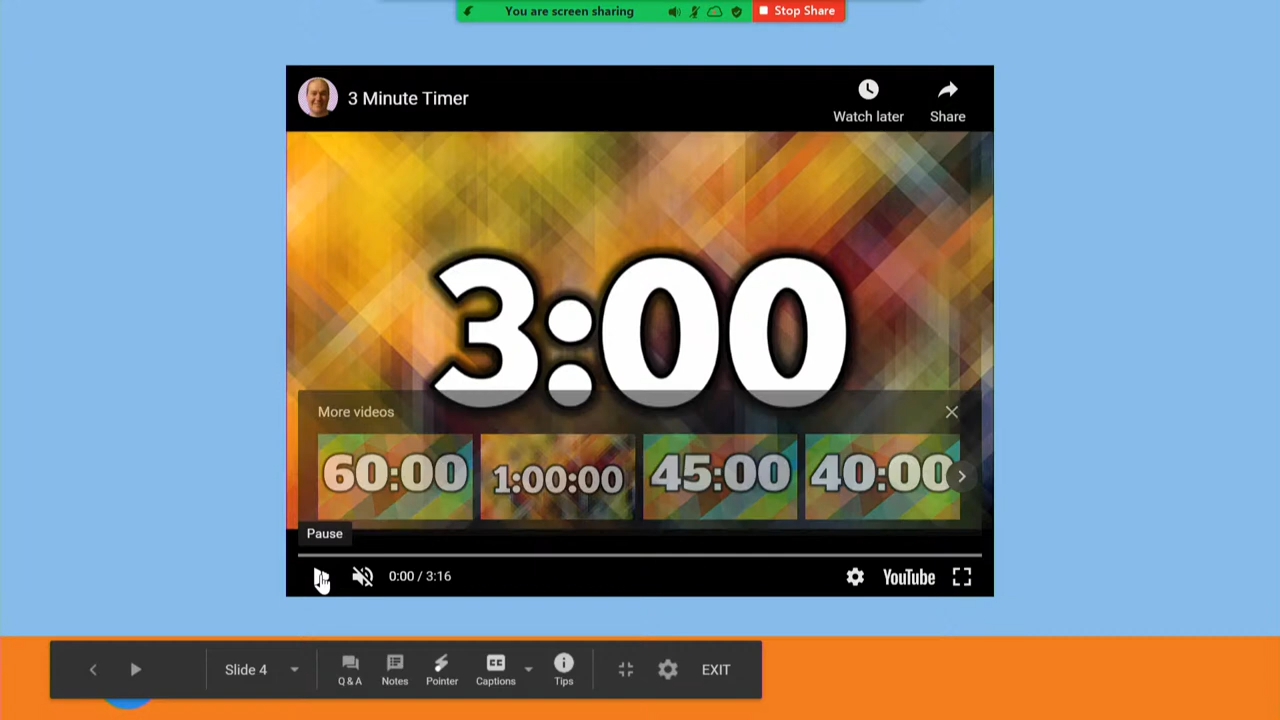 You are screen sharing
Stop Share
3 Minute Timer
Watch later
Share
3:00
More videos
60:00
1:00:00
45:00
40:00
Pause
0:00 / 3:16
YouTube
Slide 4
Q & A
Notes
Pointer
CC
Captions
Tips
EXIT